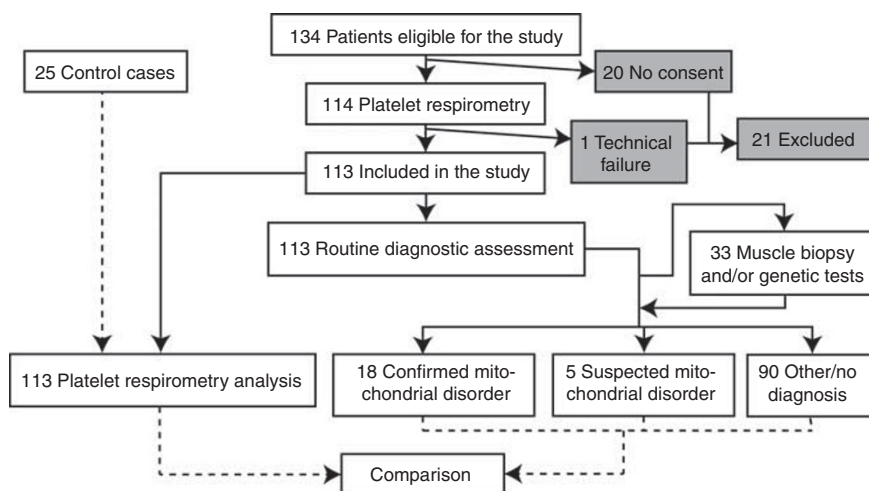 134 Patients eligible for the study
25 Control cases
20 No consent
114 Platelet respirometry
1 Technical
failure
21 Excluded
113 Included in the study
113 Routine diagnostic assessment
33 Muscle biopsy
and/or genetic tests
113 Platelet respirometry analysis
18 Confirmed mito-
chondrial disorder
5 Suspected mito-
chondrial disorder
90 Other/no
diagnosis
Comparison